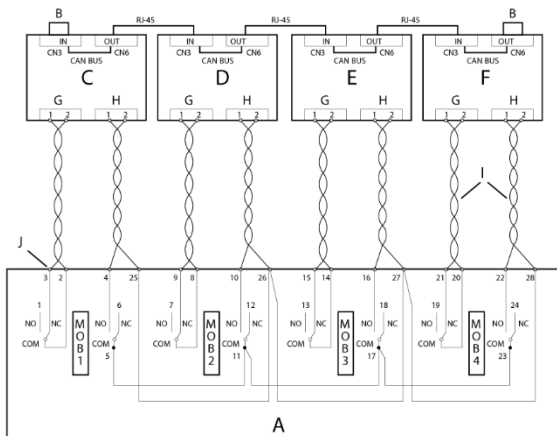 B RJ-45 RJ-45 RJ-45 B
IN OUT IN OUT IN OUT IN OUT
CN3 CN6 CN3 CN6 CN3 CN6 CN3 CN6
CAN BUS CAN BUS CAN BUS CAN BUS
C D E F
G H G H G H G H
1 2 1 2 1 2 1 2 1 2 1 2 1 2 1 2
I
J
3 2 4 25 9 8 10 26 15 14 16 27 21 20 22 28
1 6 7 12 13 18 19 24
NO NC NO NC NO NC NO NC NO NC NO NC NO NC NO NC
COM COM COM COM COM COM COM COM
5 11 17 23
MOB1 MOB2 MOB3 MOB4
A